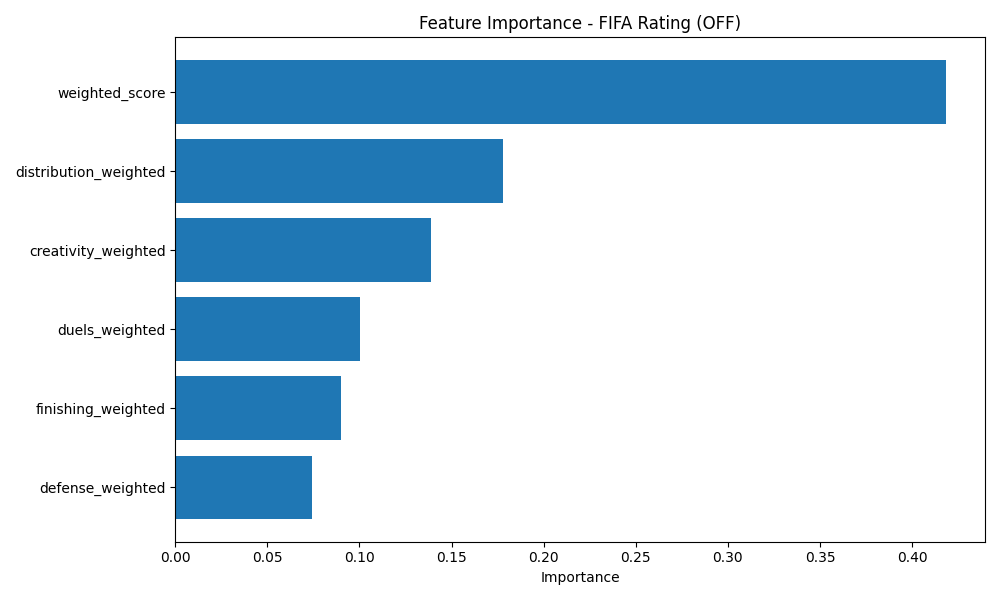 Feature Importance - FIFA Rating (OFF)
weighted_score
distribution_weighted
creativity_weighted
duels_weighted
finishing_weighted
defense_weighted
0.00 0.05 0.10 0.15 0.20 0.25 0.30 0.35 0.40
Importance